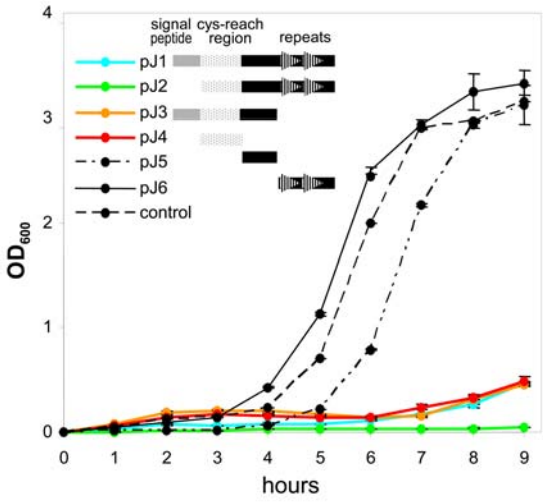 4
signal cys-reach
peptide region repeats
pJ1
pJ2
pJ3
3
pJ4
pJ5
pJ6
control
2
OD600
1
0
0 1 2 3 4 5 6 7 8 9
hours